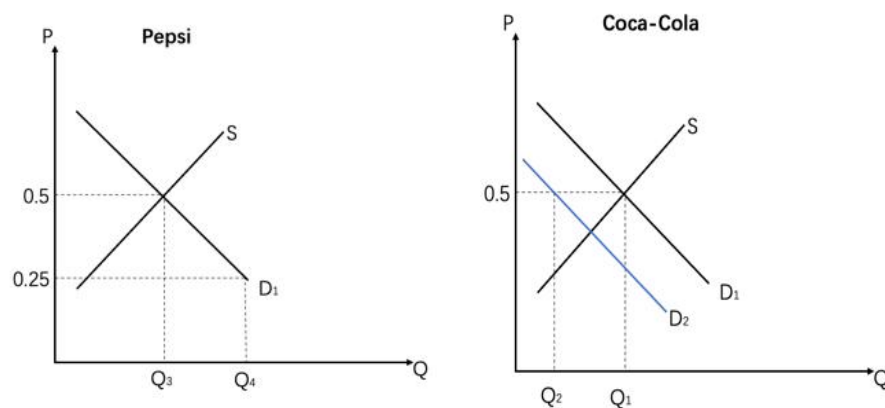 Pepsi
P
S
0.5
0.25
D₁
Q₃
Q₄
Q
Coca-Cola
P
S
0.5
D₁
D₂
Q₂
Q₁
Q